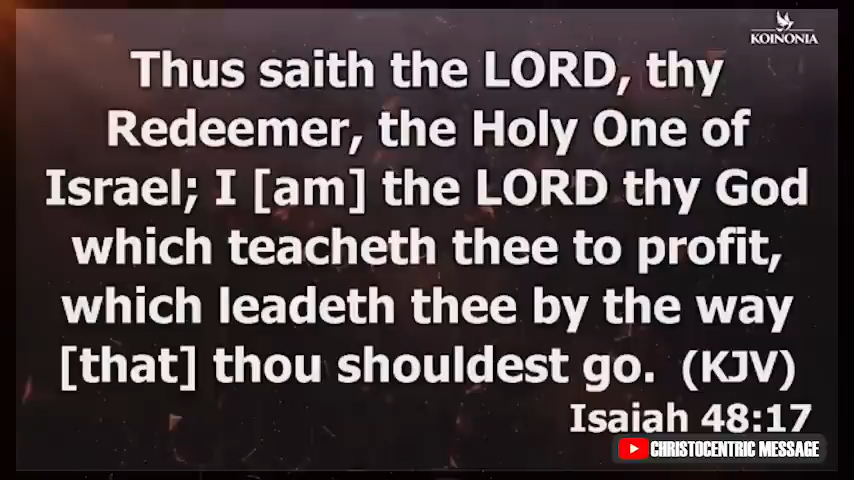 KOINONIA
Thus saith the LORD, thy
Redeemer, the Holy One of
Israel; I [am] the LORD thy God
which teacheth thee to profit,
which leadeth thee by the way
[that] thou shouldest go. (KJV)
Isaiah 48:17
CHRISTOCENTRIC MESSAGE